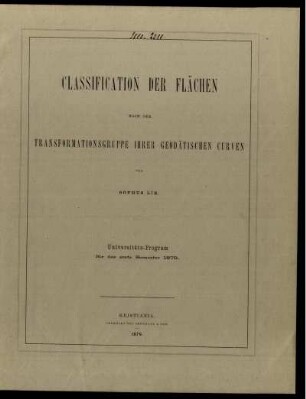 CLASSIFICATION DER FLÄCHEN
NACH DER
TRANSFORMATIONSGRUPPE IHRER GEODÄTISCHEN CURVEN
VON
SOPHUS LIE.
Universitäts-Program
für das erste Semester 1879.
1879.